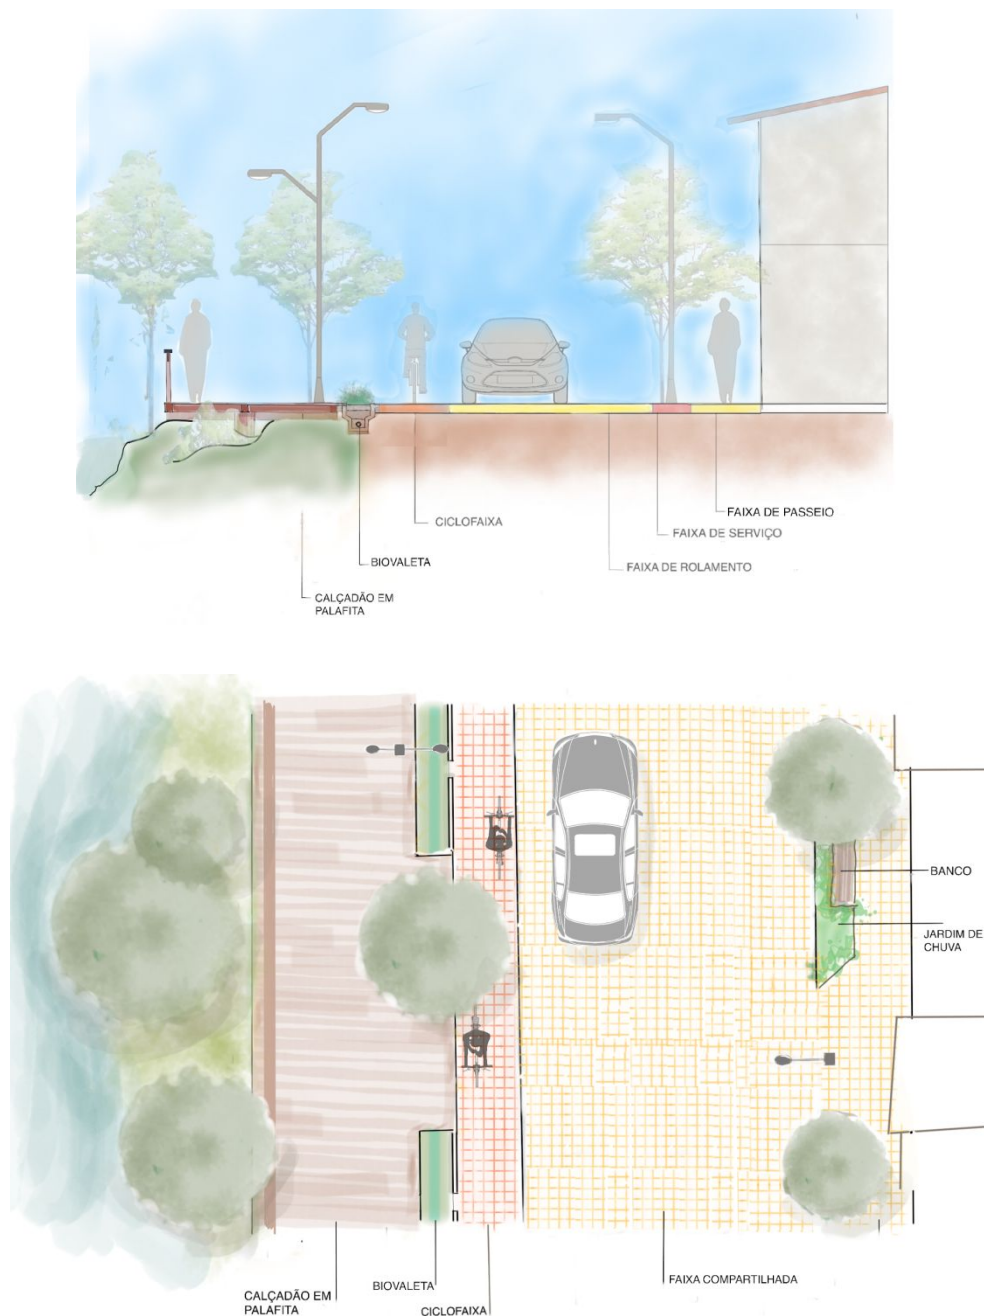 FAIXA DE PASSEIO
CICLOFAIXA
FAIXA DE SERVIÇO
BIOVALETA
FAIXA DE ROLAMENTO
CALÇADÃO EM
PALAFITA
BANCO
JARDIM DE
CHUVA
FAIXA COMPARTILHADA
BIOVALETA
CALÇADÃO EM
PALAFITA
CICLOFAIXA